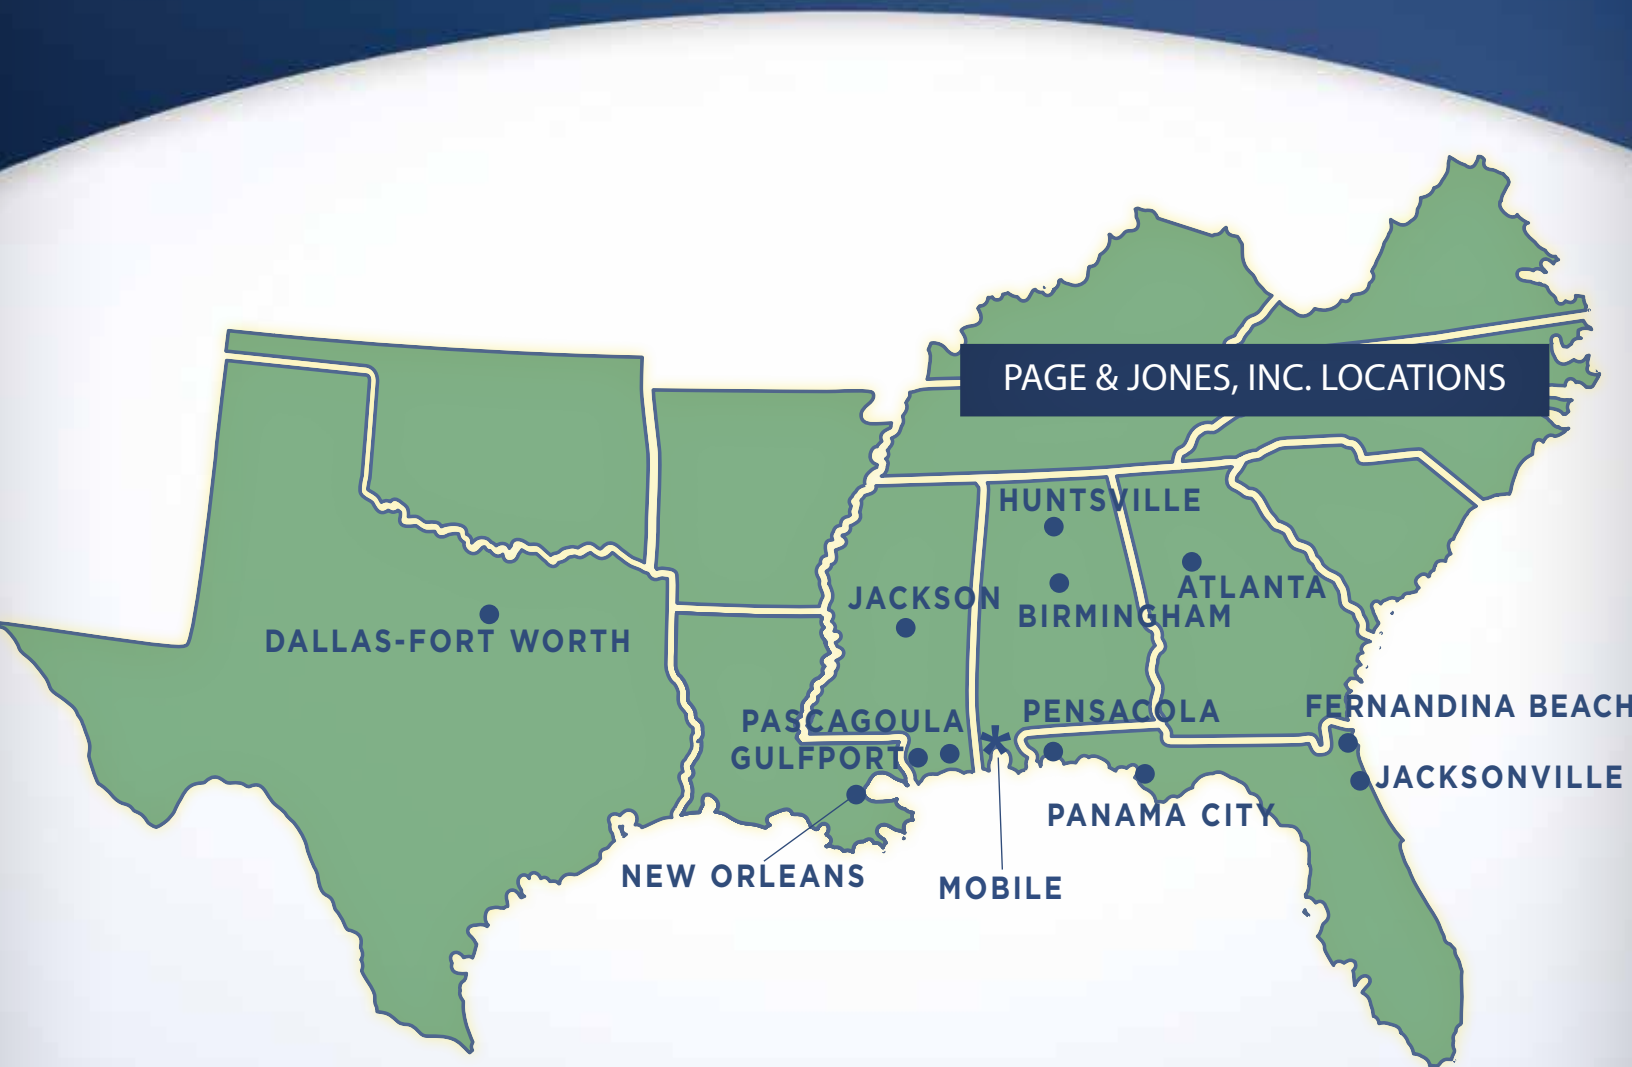 PAGE & JONES, INC. LOCATIONS
HUNTSVILLE
ATLANTA
JACKSON
BIRMINGHAM
DALLAS-FORT WORTH
FERNANDINA BEACH
PENSACOLA
PASCAGOULA
GULFPORT
*
JACKSONVILLE
PANAMA CITY
NEW ORLEANS
MOBILE